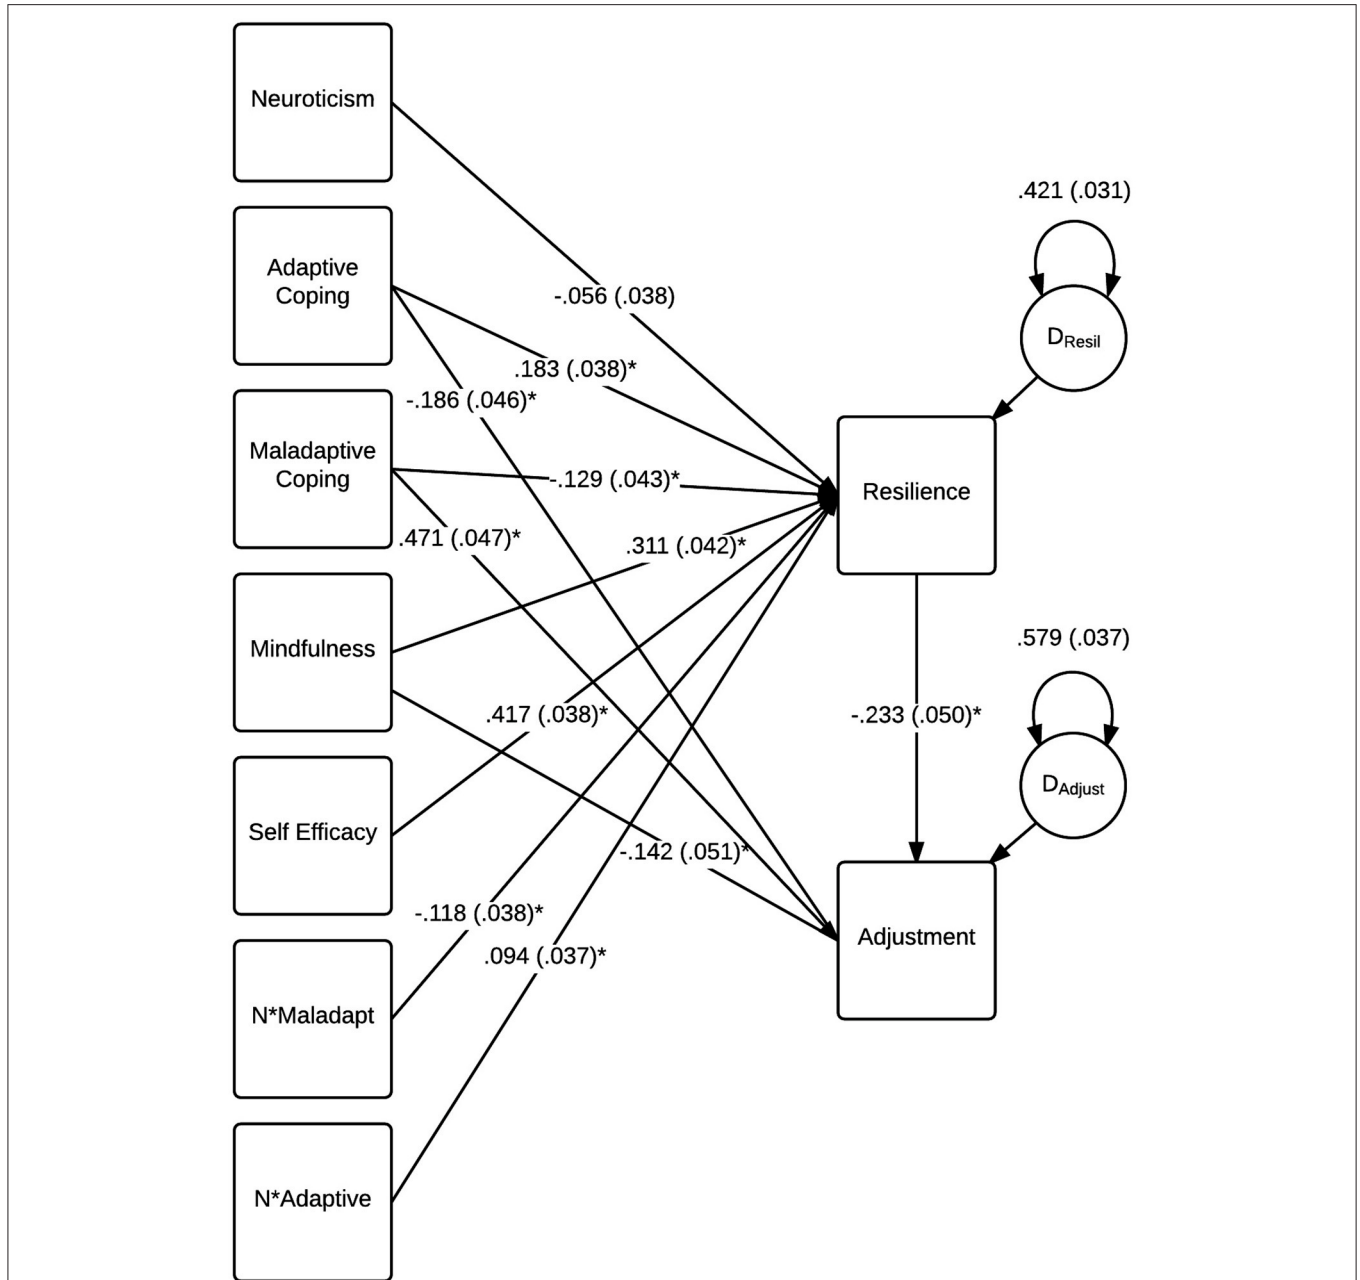 Neuroticism
.421 (.031)
Adaptive
Coping
-.056 (.038)
D_Resil
.183 (.038)*
-.186 (.046)*
Maladaptive
Coping
-.129 (.043)*
Resilience
.471 (.047)*
.311 (.042)*
Mindfulness
.579 (.037)
.417 (.038)*
-.233 (.050)*
D_Adjust
Self Efficacy
-.142 (.051)*
-.118 (.038)*
Adjustment
.094 (.037)*
N*Maladapt
N*Adaptive